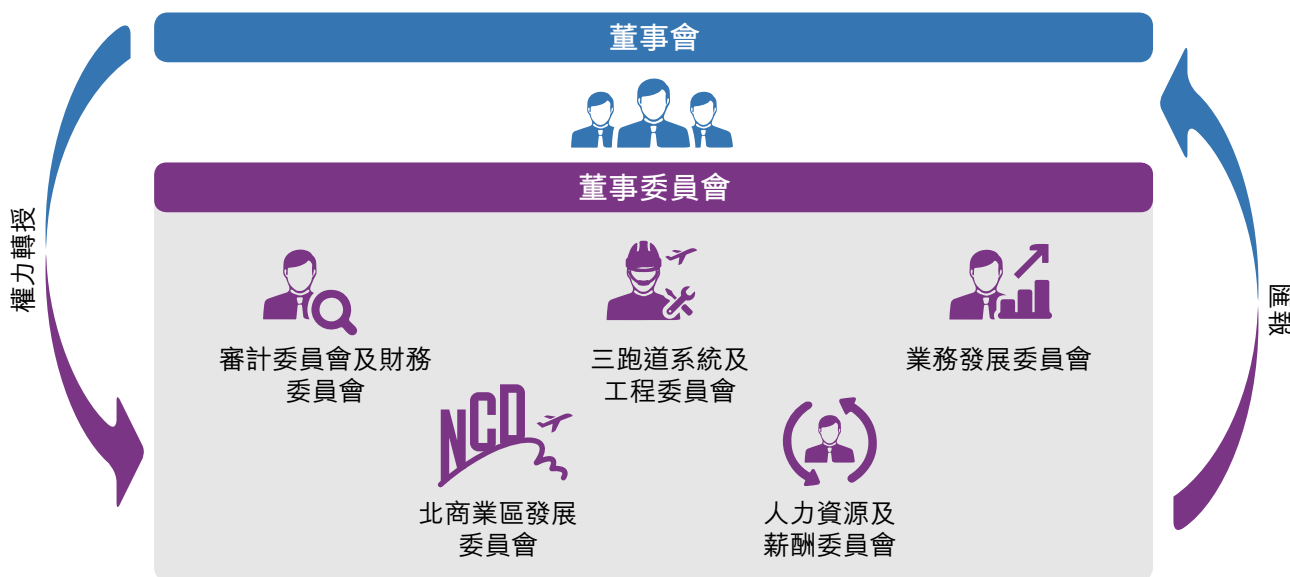 董事會
董事委員會
權力轉授
匯報
審計委員會及財務
委員會
三跑道系統及
工程委員會
業務發展委員會
NCD
北商業區發展
委員會
人力資源及
薪酬委員會